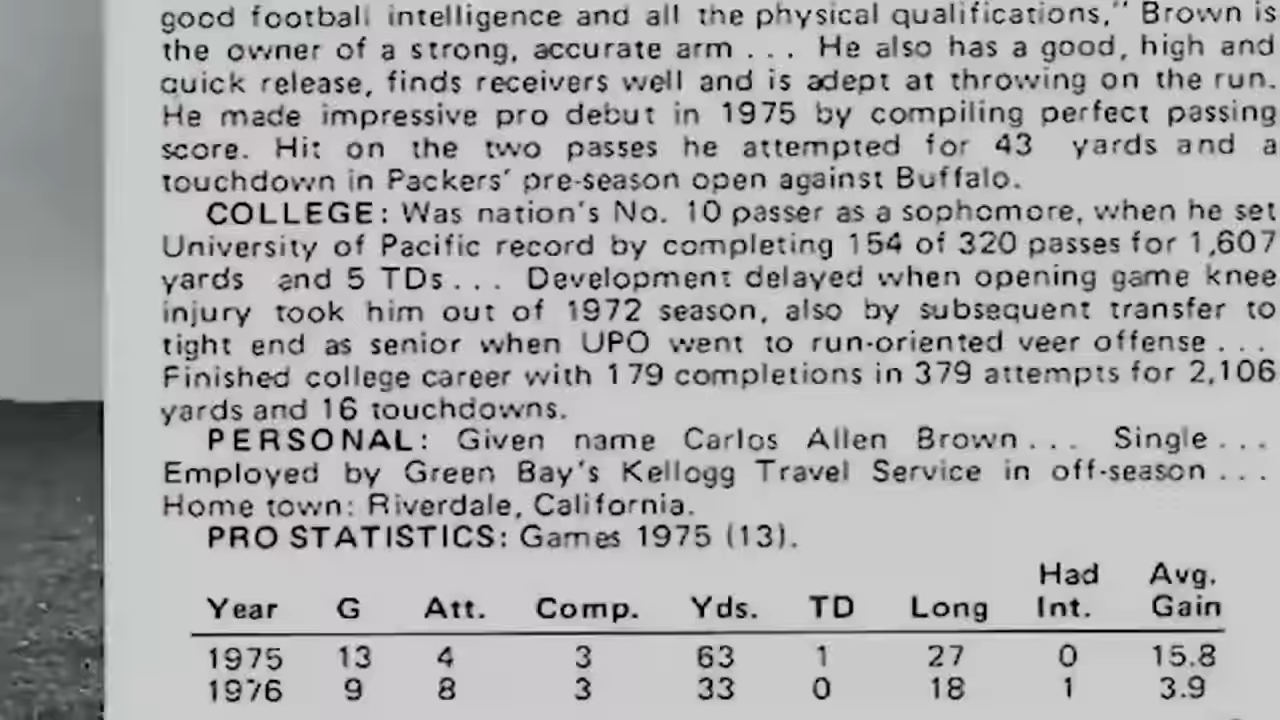 good football intelligence and all the physical qualifications," Brown is
the owner of a strong, accurate arm . . . He also has a good, high and
quick release, finds receivers well and is adept at throwing on the run.
He made impressive pro debut in 1975 by compiling perfect passing
score. Hit on the two passes he attempted for 43 yards and a
touchdown in Packers' pre-season open against Buffalo.
COLLEGE: Was nation's No. 10 passer as a sophomore, when he set
University of Pacific record by completing 154 of 320 passes for 1,607
yards and 5 TDs . . . Development delayed when opening game knee
injury took him out of 1972 season, also by subsequent transfer to
tight end as senior when UPO went to run-oriented veer offense . . .
Finished college career with 179 completions in 379 attempts for 2,106
yards and 16 touchdowns.
PERSONAL: Given name Carlos Allen Brown . . . Single . . .
Employed by Green Bay's Kellogg Travel Service in off-season . . .
Home town: Riverdale, California.
PRO STATISTICS: Games 1975 (13).
Had Avg.
Year G Att. Comp. Yds. TD Long Int. Gain
1975 13 4 3 63 1 27 0 15.8
1976 9 8 3 33 0 18 1 3.9